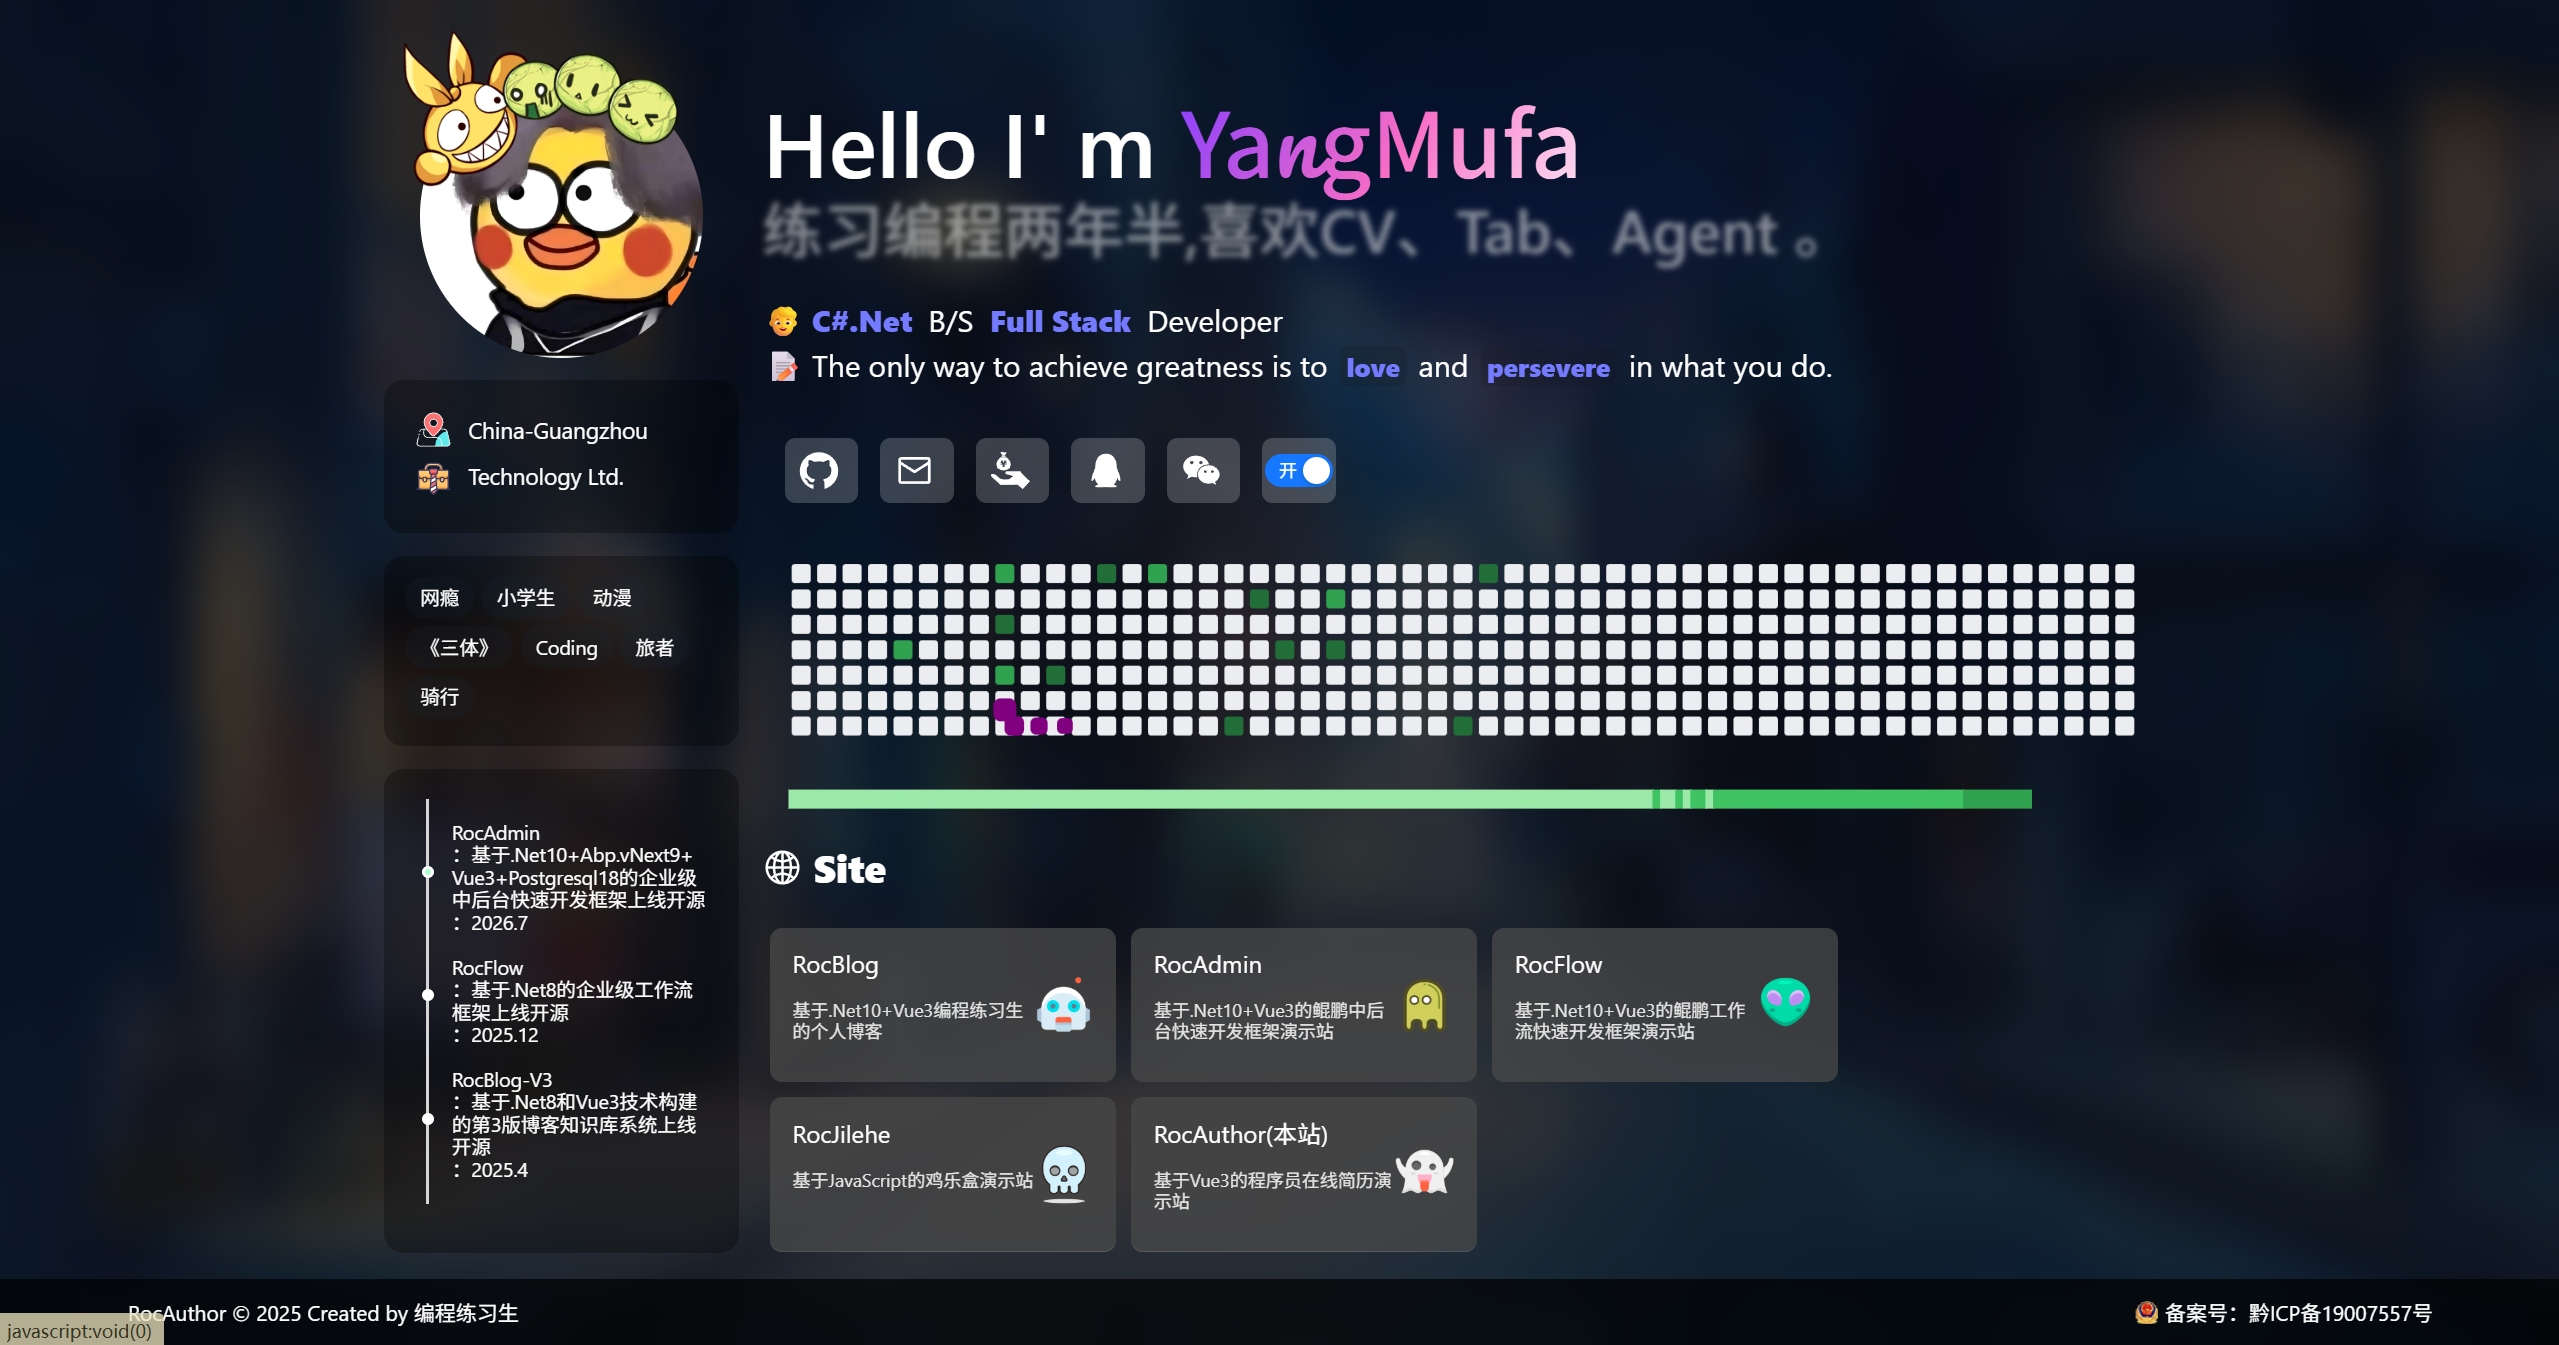 Hello I' m YangMufa
练习编程两年半,喜欢CV、Tab、Agent 。
C#.Net B/S Full Stack Developer
The only way to achieve greatness is to love and persevere in what you do.
China-Guangzhou
Technology Ltd.
开
网瘾 小学生 动漫
《三体》 Coding 旅者
骑行
RocAdmin
：基于.Net10+Abp.vNext9+
Vue3+Postgresql18的企业级
中后台快速开发框架上线开源
：2026.7
RocFlow
：基于.Net8的企业级工作流
框架上线开源
：2025.12
RocBlog-V3
：基于.Net8和Vue3技术构建
的第3版博客知识库系统上线
开源
：2025.4
Site
RocBlog
基于.Net10+Vue3编程练习生
的个人博客
RocAdmin
基于.Net10+Vue3的鲲鹏中后
台快速开发框架演示站
RocFlow
基于.Net10+Vue3的鲲鹏工作
流快速开发框架演示站
RocJilehe
基于JavaScript的鸡乐盒演示站
RocAuthor(本站)
基于Vue3的程序员在线简历演
示站
RocAuthor © 2025 Created by 编程练习生
备案号：黔ICP备19007557号
javascript:void(0)